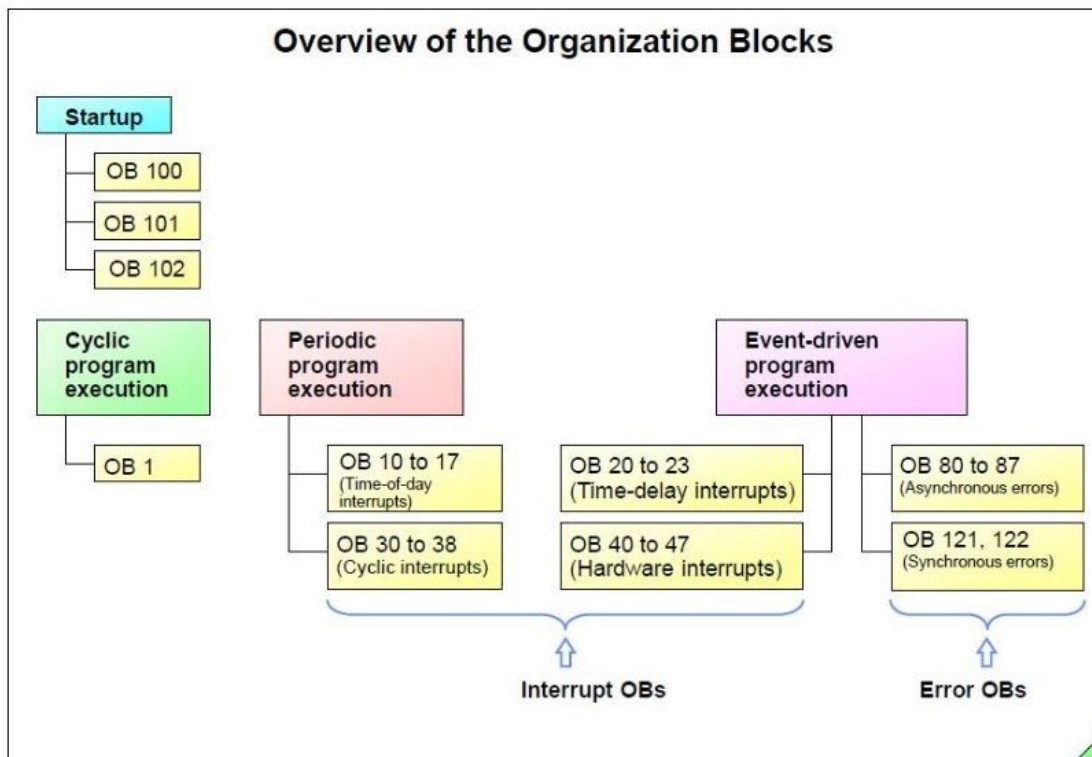 Overview of the Organization Blocks
Startup
OB 100
OB 101
OB 102
Cyclic
program
execution
OB 1
Periodic
program
execution
OB 10 to 17
(Time-of-day
interrupts)
OB 30 to 38
(Cyclic interrupts)
Event-driven
program
execution
OB 20 to 23
(Time-delay interrupts)
OB 40 to 47
(Hardware interrupts)
OB 80 to 87
(Asynchronous errors)
OB 121, 122
(Synchronous errors)
Interrupt OBs
Error OBs